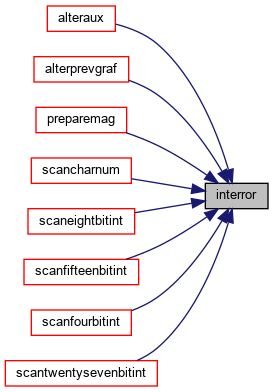 alteraux
alterprevgraf
preparemag
scancharnum
interror
scaneightbitint
scanfifteenbitint
scanfourbitint
scantwentysevenbitint